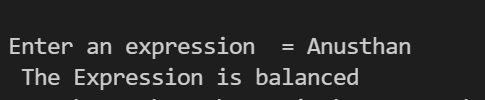 Enter an expression  = Anusthan
 The Expression is balanced